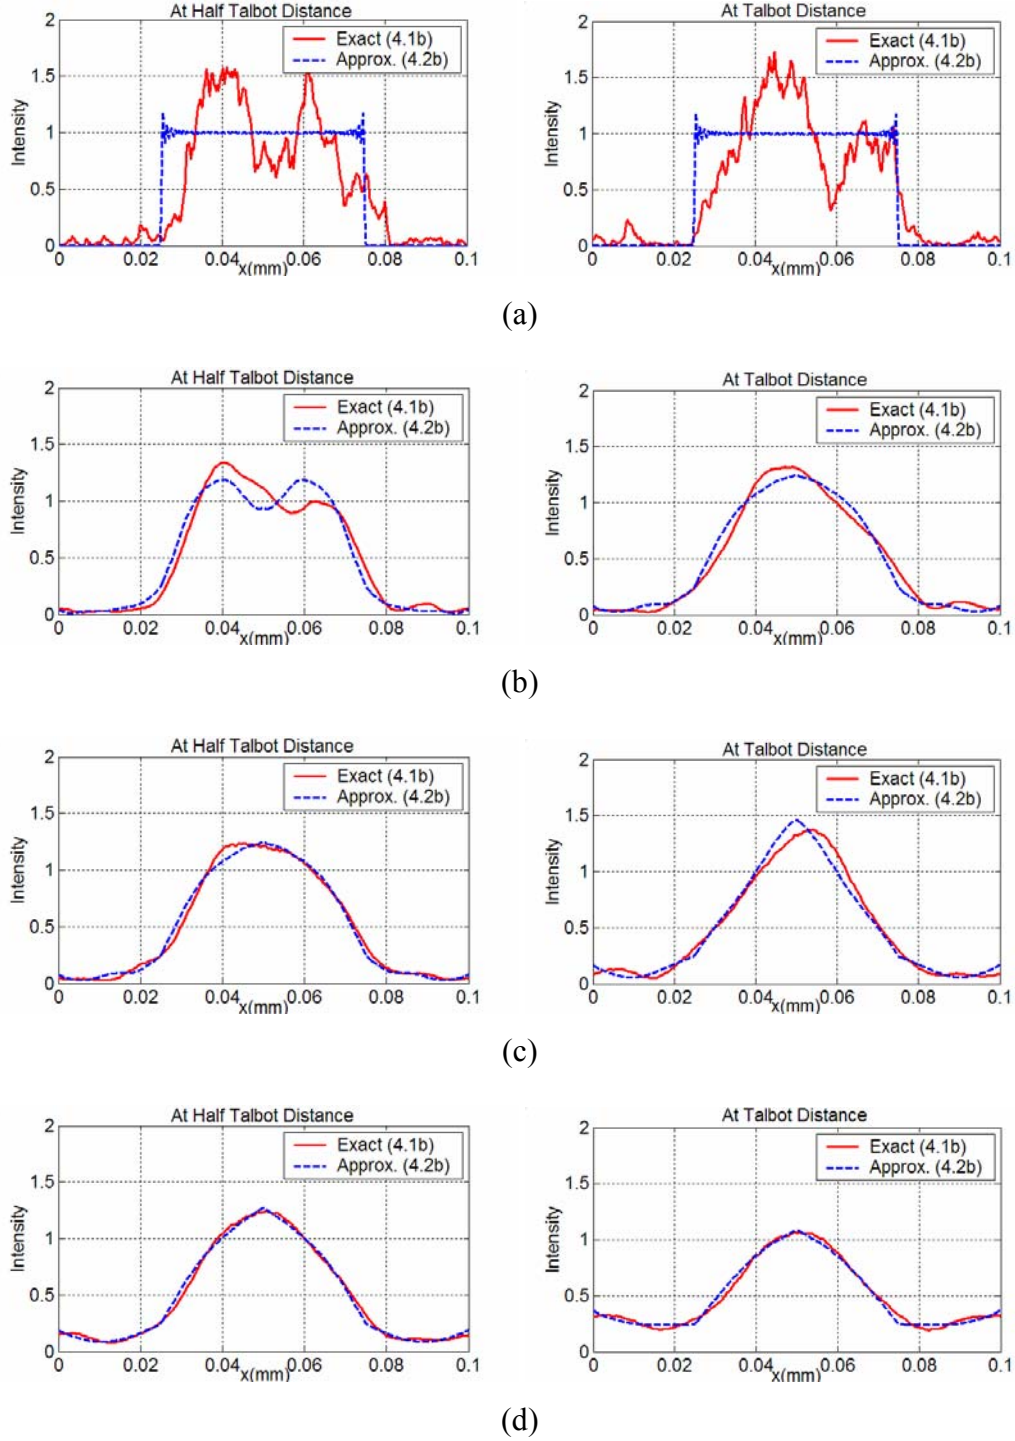 At Half Talbot Distance
2
1.5
1
0.5
0
Intensity
Exact (4.1b)
Approx. (4.2b)
0 0.02 0.04 0.06 0.08 0.1
x(mm)
At Talbot Distance
2
1.5
1
0.5
0
Intensity
Exact (4.1b)
Approx. (4.2b)
0 0.02 0.04 0.06 0.08 0.1
x(mm)
(a)
At Half Talbot Distance
2
1.5
1
0.5
0
Intensity
Exact (4.1b)
Approx. (4.2b)
0 0.02 0.04 0.06 0.08 0.1
x(mm)
At Talbot Distance
2
1.5
1
0.5
0
Intensity
Exact (4.1b)
Approx. (4.2b)
0 0.02 0.04 0.06 0.08 0.1
x(mm)
(b)
At Half Talbot Distance
2
1.5
1
0.5
0
Intensity
Exact (4.1b)
Approx. (4.2b)
0 0.02 0.04 0.06 0.08 0.1
x(mm)
At Talbot Distance
2
1.5
1
0.5
0
Intensity
Exact (4.1b)
Approx. (4.2b)
0 0.02 0.04 0.06 0.08 0.1
x(mm)
(c)
At Half Talbot Distance
2
1.5
1
0.5
0
Intensity
Exact (4.1b)
Approx. (4.2b)
0 0.02 0.04 0.06 0.08 0.1
x(mm)
At Talbot Distance
2
1.5
1
0.5
0
Intensity
Exact (4.1b)
Approx. (4.2b)
0 0.02 0.04 0.06 0.08 0.1
x(mm)
(d)